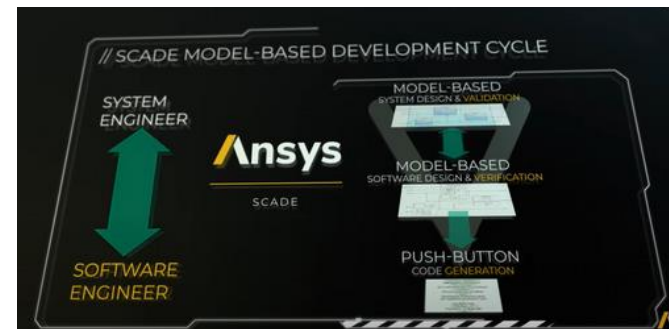 // SCADE MODEL-BASED DEVELOPMENT CYCLE
SYSTEM
ENGINEER
Ansys
SCADE
SOFTWARE
ENGINEER
MODEL-BASED
SYSTEM DESIGN & VALIDATION
MODEL-BASED
SOFTWARE DESIGN & VERIFICATION
PUSH-BUTTON
CODE GENERATION